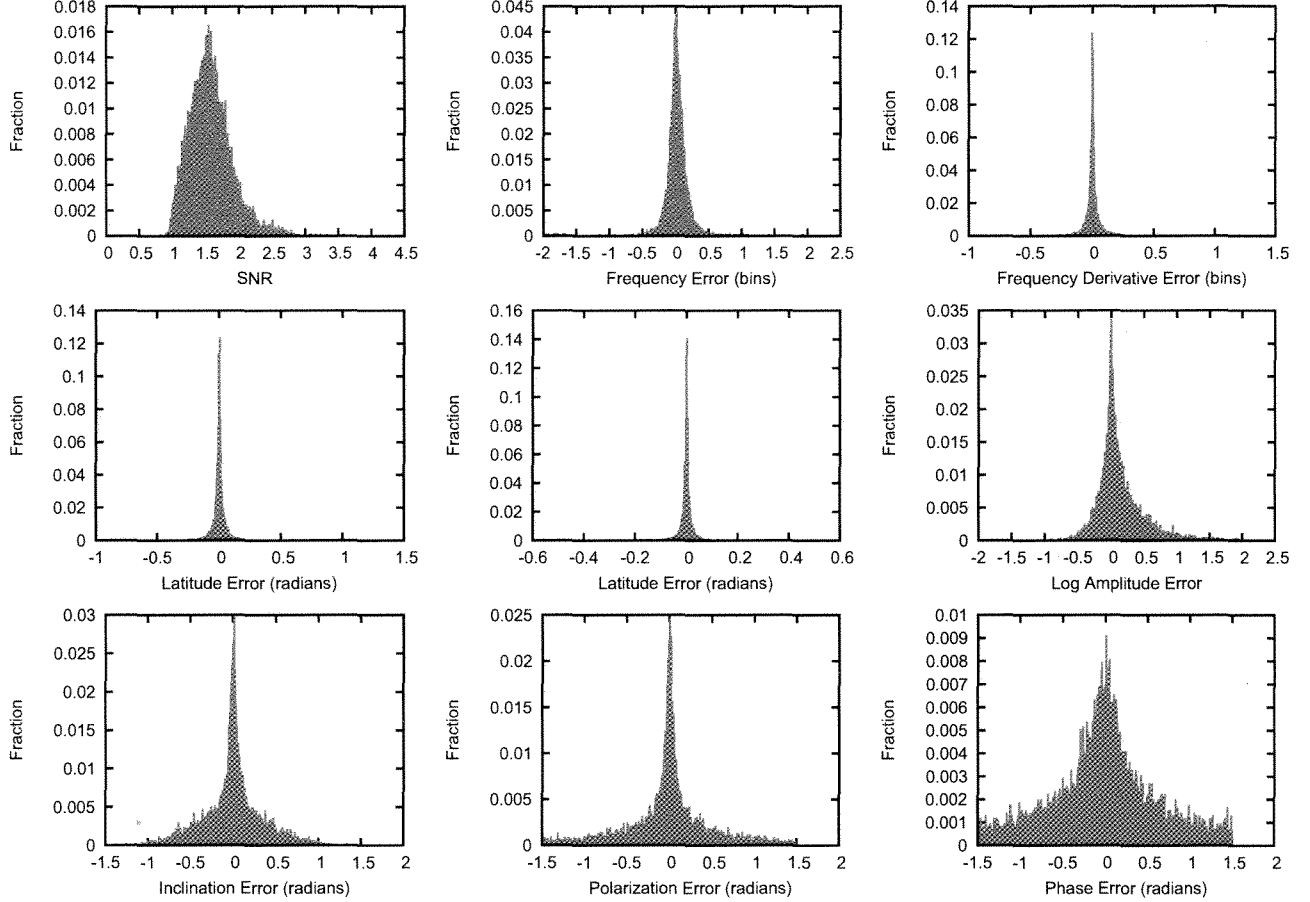 0.018
0.016
0.014
0.012
0.01
0.008
0.006
0.004
0.002
0
Fraction
0 0.5 1 1.5 2 2.5 3 3.5 4 4.5
SNR
0.045
0.04
0.035
0.03
0.025
0.02
0.015
0.01
0.005
0
Fraction
-2 -1.5 -1 -0.5 0 0.5 1 1.5 2 2.5
Frequency Error (bins)
0.14
0.12
0.1
0.08
0.06
0.04
0.02
0
Fraction
-1 -0.5 0 0.5 1 1.5
Frequency Derivative Error (bins)
0.14
0.12
0.1
0.08
0.06
0.04
0.02
0
Fraction
-1 -0.5 0 0.5 1 1.5
Latitude Error (radians)
0.16
0.14
0.12
0.1
0.08
0.06
0.04
0.02
0
Fraction
-0.6 -0.4 -0.2 0 0.2 0.4 0.6
Latitude Error (radians)
0.035
0.03
0.025
0.02
0.015
0.01
0.005
0
Fraction
-2 -1.5 -1 -0.5 0 0.5 1 1.5 2.0 2.5
Log Amplitude Error
0.03
0.025
0.02
0.015
0.01
0.005
0
Fraction
-1.5 -1 -0.5 0 0.5 1 1.5 2
Inclination Error (radians)
0.025
0.02
0.015
0.01
0.005
0
Fraction
-1.5 -1 -0.5 0 0.5 1 1.5 2
Polarization Error (radians)
0.01
0.009
0.008
0.007
0.006
0.005
0.004
0.003
0.002
0.001
0
Fraction
-1.5 -1 -0.5 0 0.5 1 1.5 2
Phase Error (radians)